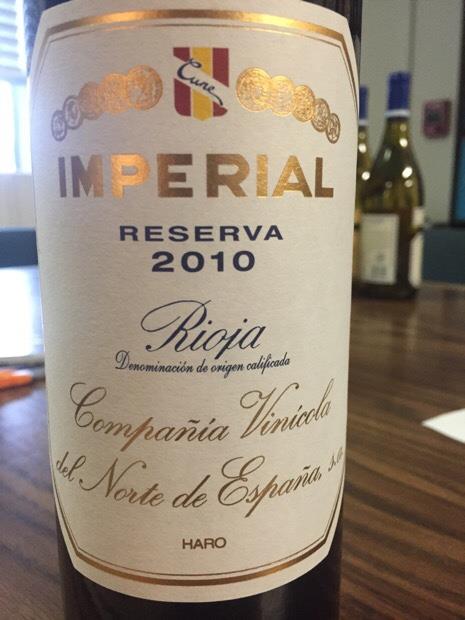 Cune
IMPERIAL
RESERVA
2010
Rioja
Denominación de origen calificada
Compañía Vinícola
del Norte de España, s.a.
HARO